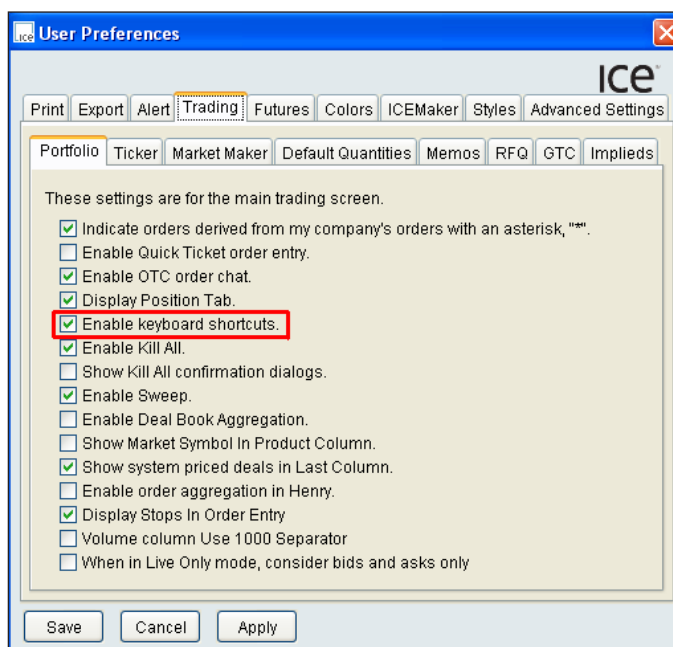 ice User Preferences
ice
Print Export Alert Trading Futures Colors ICEMaker Styles Advanced Settings
Portfolio Ticker Market Maker Default Quantities Memos RFQ GTC Implieds
These settings are for the main trading screen.
Indicate orders derived from my company's orders with an asterisk, "*".
Enable Quick Ticket order entry.
Enable OTC order chat.
Display Position Tab.
Enable keyboard shortcuts.
Enable Kill All.
Show Kill All confirmation dialogs.
Enable Sweep.
Enable Deal Book Aggregation.
Show Market Symbol In Product Column.
Show system priced deals in Last Column.
Enable order aggregation in Henry.
Display Stops In Order Entry
Volume column Use 1000 Separator
When in Live Only mode, consider bids and asks only
Save Cancel Apply